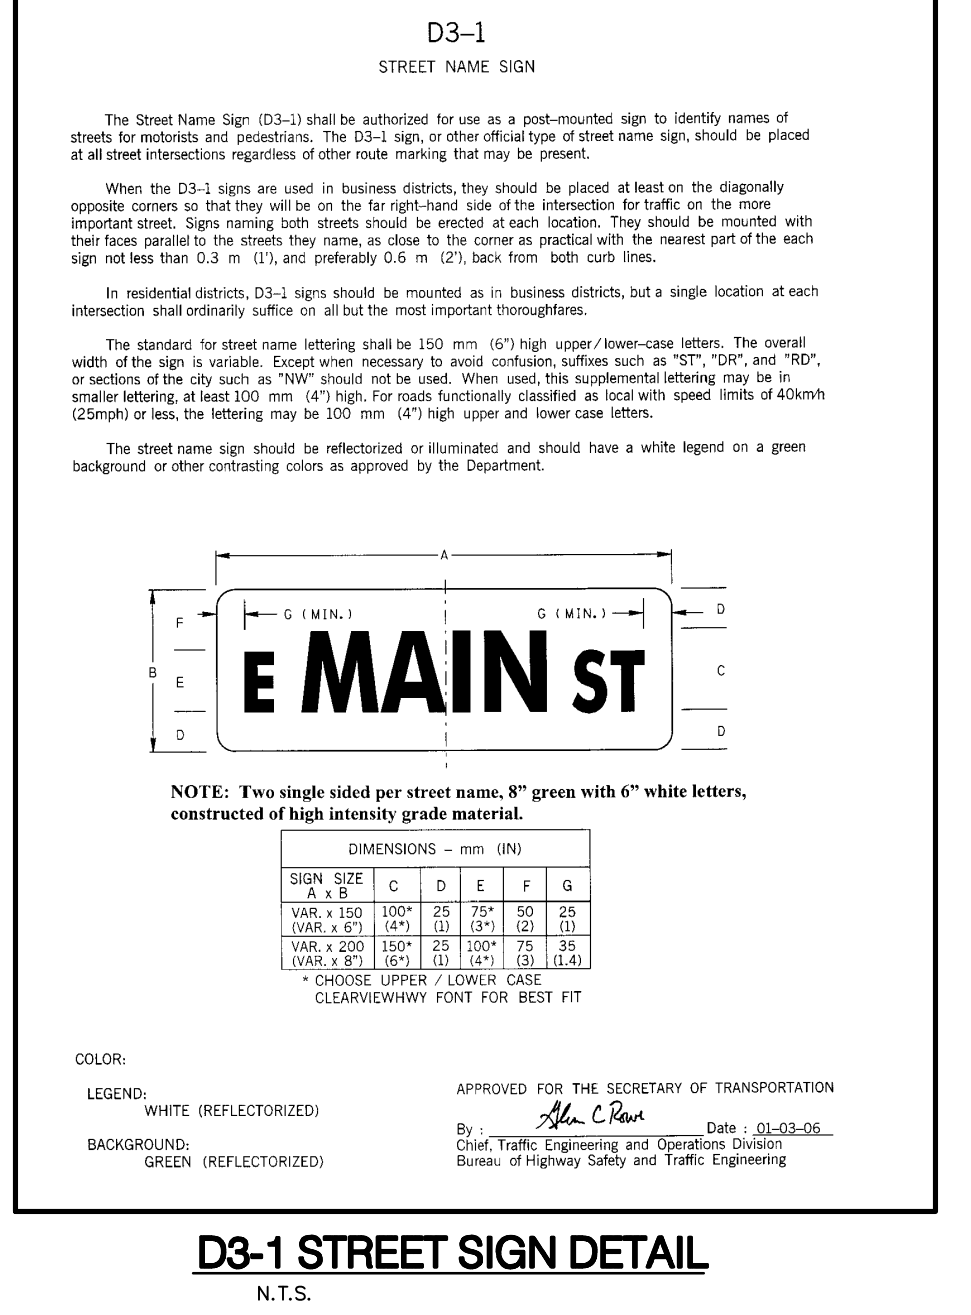 D3–1
STREET NAME SIGN
The Street Name Sign (D3–1) shall be authorized for use as a post–mounted sign to identify names of
streets for motorists and pedestrians. The D3–1 sign, or other official type of street name sign, should be placed
at all street intersections regardless of other route marking that may be present.
When the D3–1 signs are used in business districts, they should be placed at least on the diagonally
opposite corners so that they will be on the far right–hand side of the intersection for traffic on the more
important street. Signs naming both streets should be erected at each location. They should be mounted with
their faces parallel to the streets they name, as close to the corner as practical with the nearest part of the each
sign not less than 0.3 m (1'), and preferably 0.6 m (2'), back from both curb lines.
In residential districts, D3–1 signs should be mounted as in business districts, but a single location at each
intersection shall ordinarily suffice on all but the most important thoroughfares.
The standard for street name lettering shall be 150 mm (6") high upper/lower–case letters. The overall
width of the sign is variable. Except when necessary to avoid confusion, suffixes such as "ST", "DR", and "RD",
or sections of the city such as "NW" should not be used. When used, this supplemental lettering may be in
smaller lettering, at least 100 mm (4") high. For roads functionally classified as local with speed limits of 40km/h
(25mph) or less, the lettering may be 100 mm (4") high upper and lower case letters.
The street name sign should be reflectorized or illuminated and should have a white legend on a green
background or other contrasting colors as approved by the Department.
A
F G (MIN.) G (MIN.) D
B E E MAIN ST C
D D
NOTE: Two single sided per street name, 8” green with 6” white letters,
constructed of high intensity grade material.
DIMENSIONS – mm (IN)
SIGN SIZE A x B C D E F G
VAR. x 150 100* 25 75* 50 25
(VAR. x 6") (4*) (1) (3*) (2) (1)
VAR. x 200 150* 25 100* 75 35
(VAR. x 8") (6*) (1) (4*) (3) (1.4)
* CHOOSE UPPER / LOWER CASE
CLEARVIEWHWY FONT FOR BEST FIT
COLOR:
LEGEND:
WHITE (REFLECTORIZED)
BACKGROUND:
GREEN (REFLECTORIZED)
APPROVED FOR THE SECRETARY OF TRANSPORTATION
By : Date : 01–03–06
Chief, Traffic Engineering and Operations Division
Bureau of Highway Safety and Traffic Engineering
D3-1 STREET SIGN DETAIL
N.T.S.